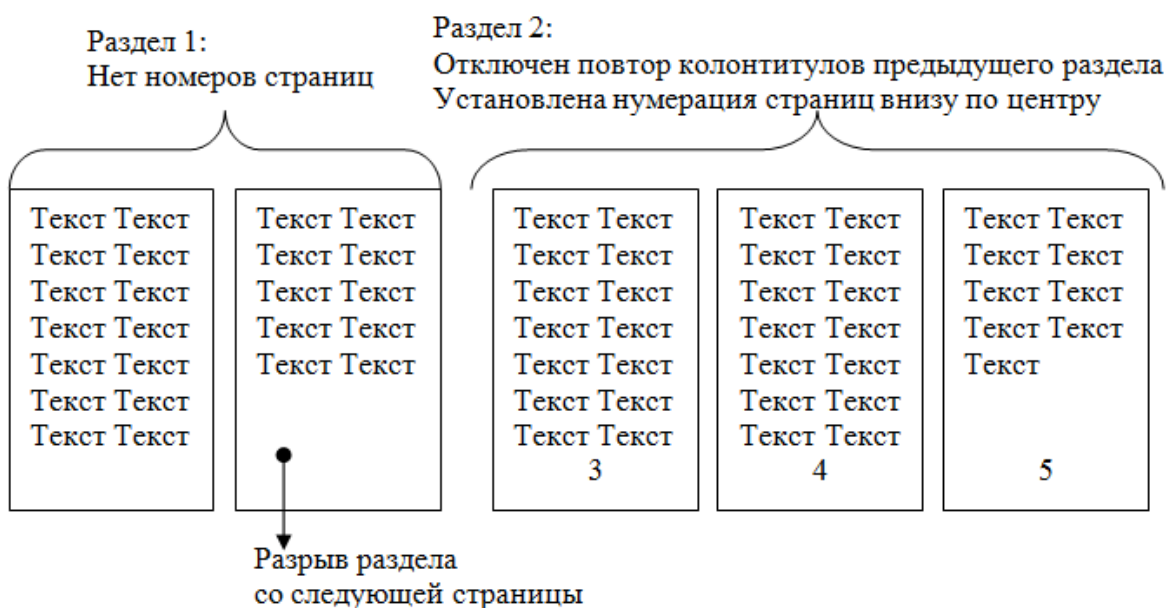 Раздел 1:
Нет номеров страниц
Раздел 2:
Отключен повтор колонтитулов предыдущего раздела
Установлена нумерация страниц внизу по центру
Текст Текст
Текст Текст
Текст Текст
Текст Текст
Текст Текст
Текст Текст
Текст Текст
Текст Текст
Текст Текст
Текст Текст
Текст Текст
Текст Текст
Разрыв раздела
со следующей страницы
Текст Текст
Текст Текст
Текст Текст
Текст Текст
Текст Текст
Текст Текст
Текст Текст
3
Текст Текст
Текст Текст
Текст Текст
Текст Текст
Текст Текст
Текст Текст
Текст Текст
4
Текст Текст
Текст Текст
Текст Текст
Текст Текст
Текст
5